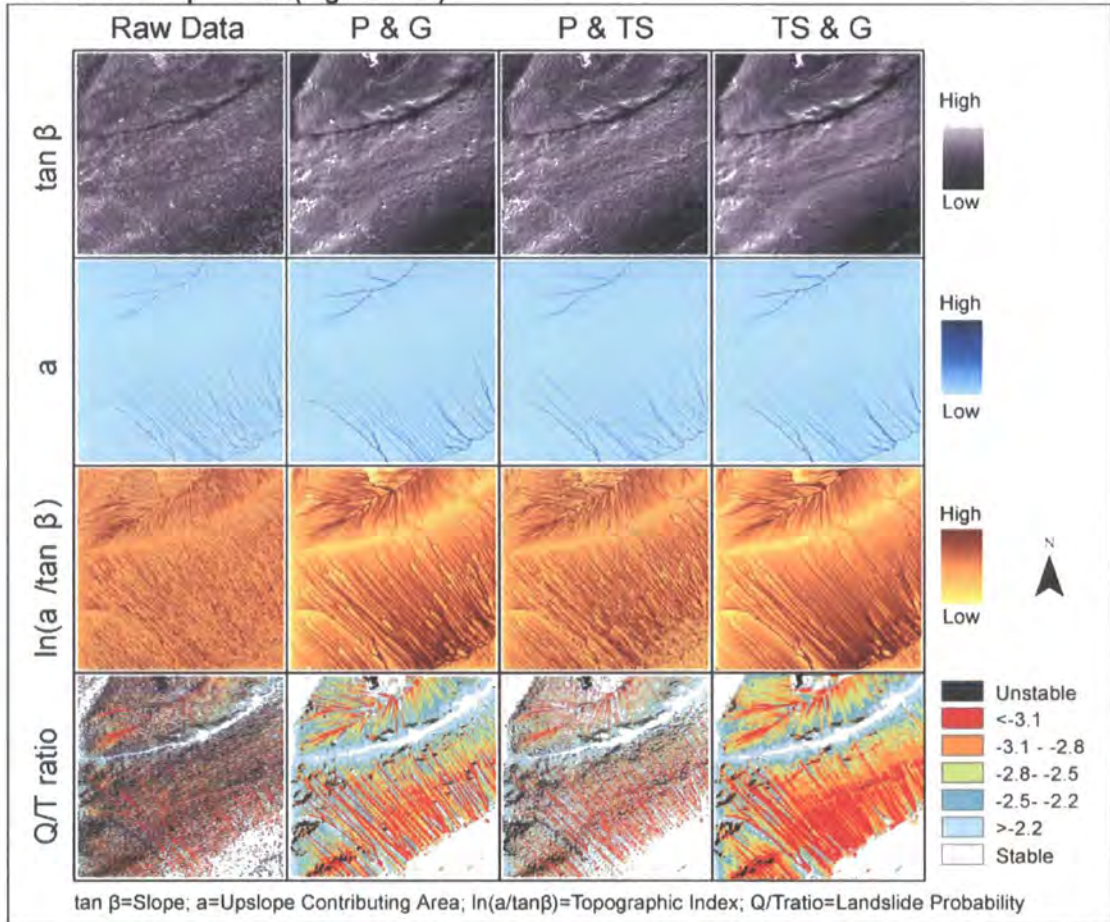 Raw Data P & G P & TS TS & G
tan β
High
Low
a
High
Low
ln(a /tan β)
High
Low
N
Q/T ratio
Unstable
<-3.1
-3.1 - -2.8
-2.8- -2.5
-2.5- -2.2
>-2.2
Stable
tan β=Slope; a=Upslope Contributing Area; ln(a/tanβ)=Topographic Index; Q/Tratio=Landslide Probability